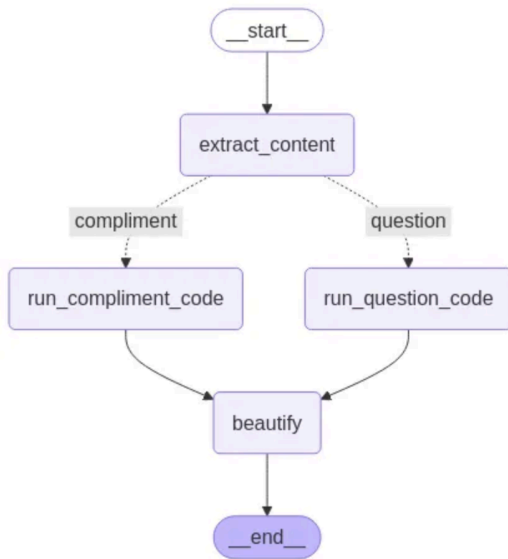 __start__
extract_content
compliment
question
run_compliment_code
run_question_code
beautify
__end__